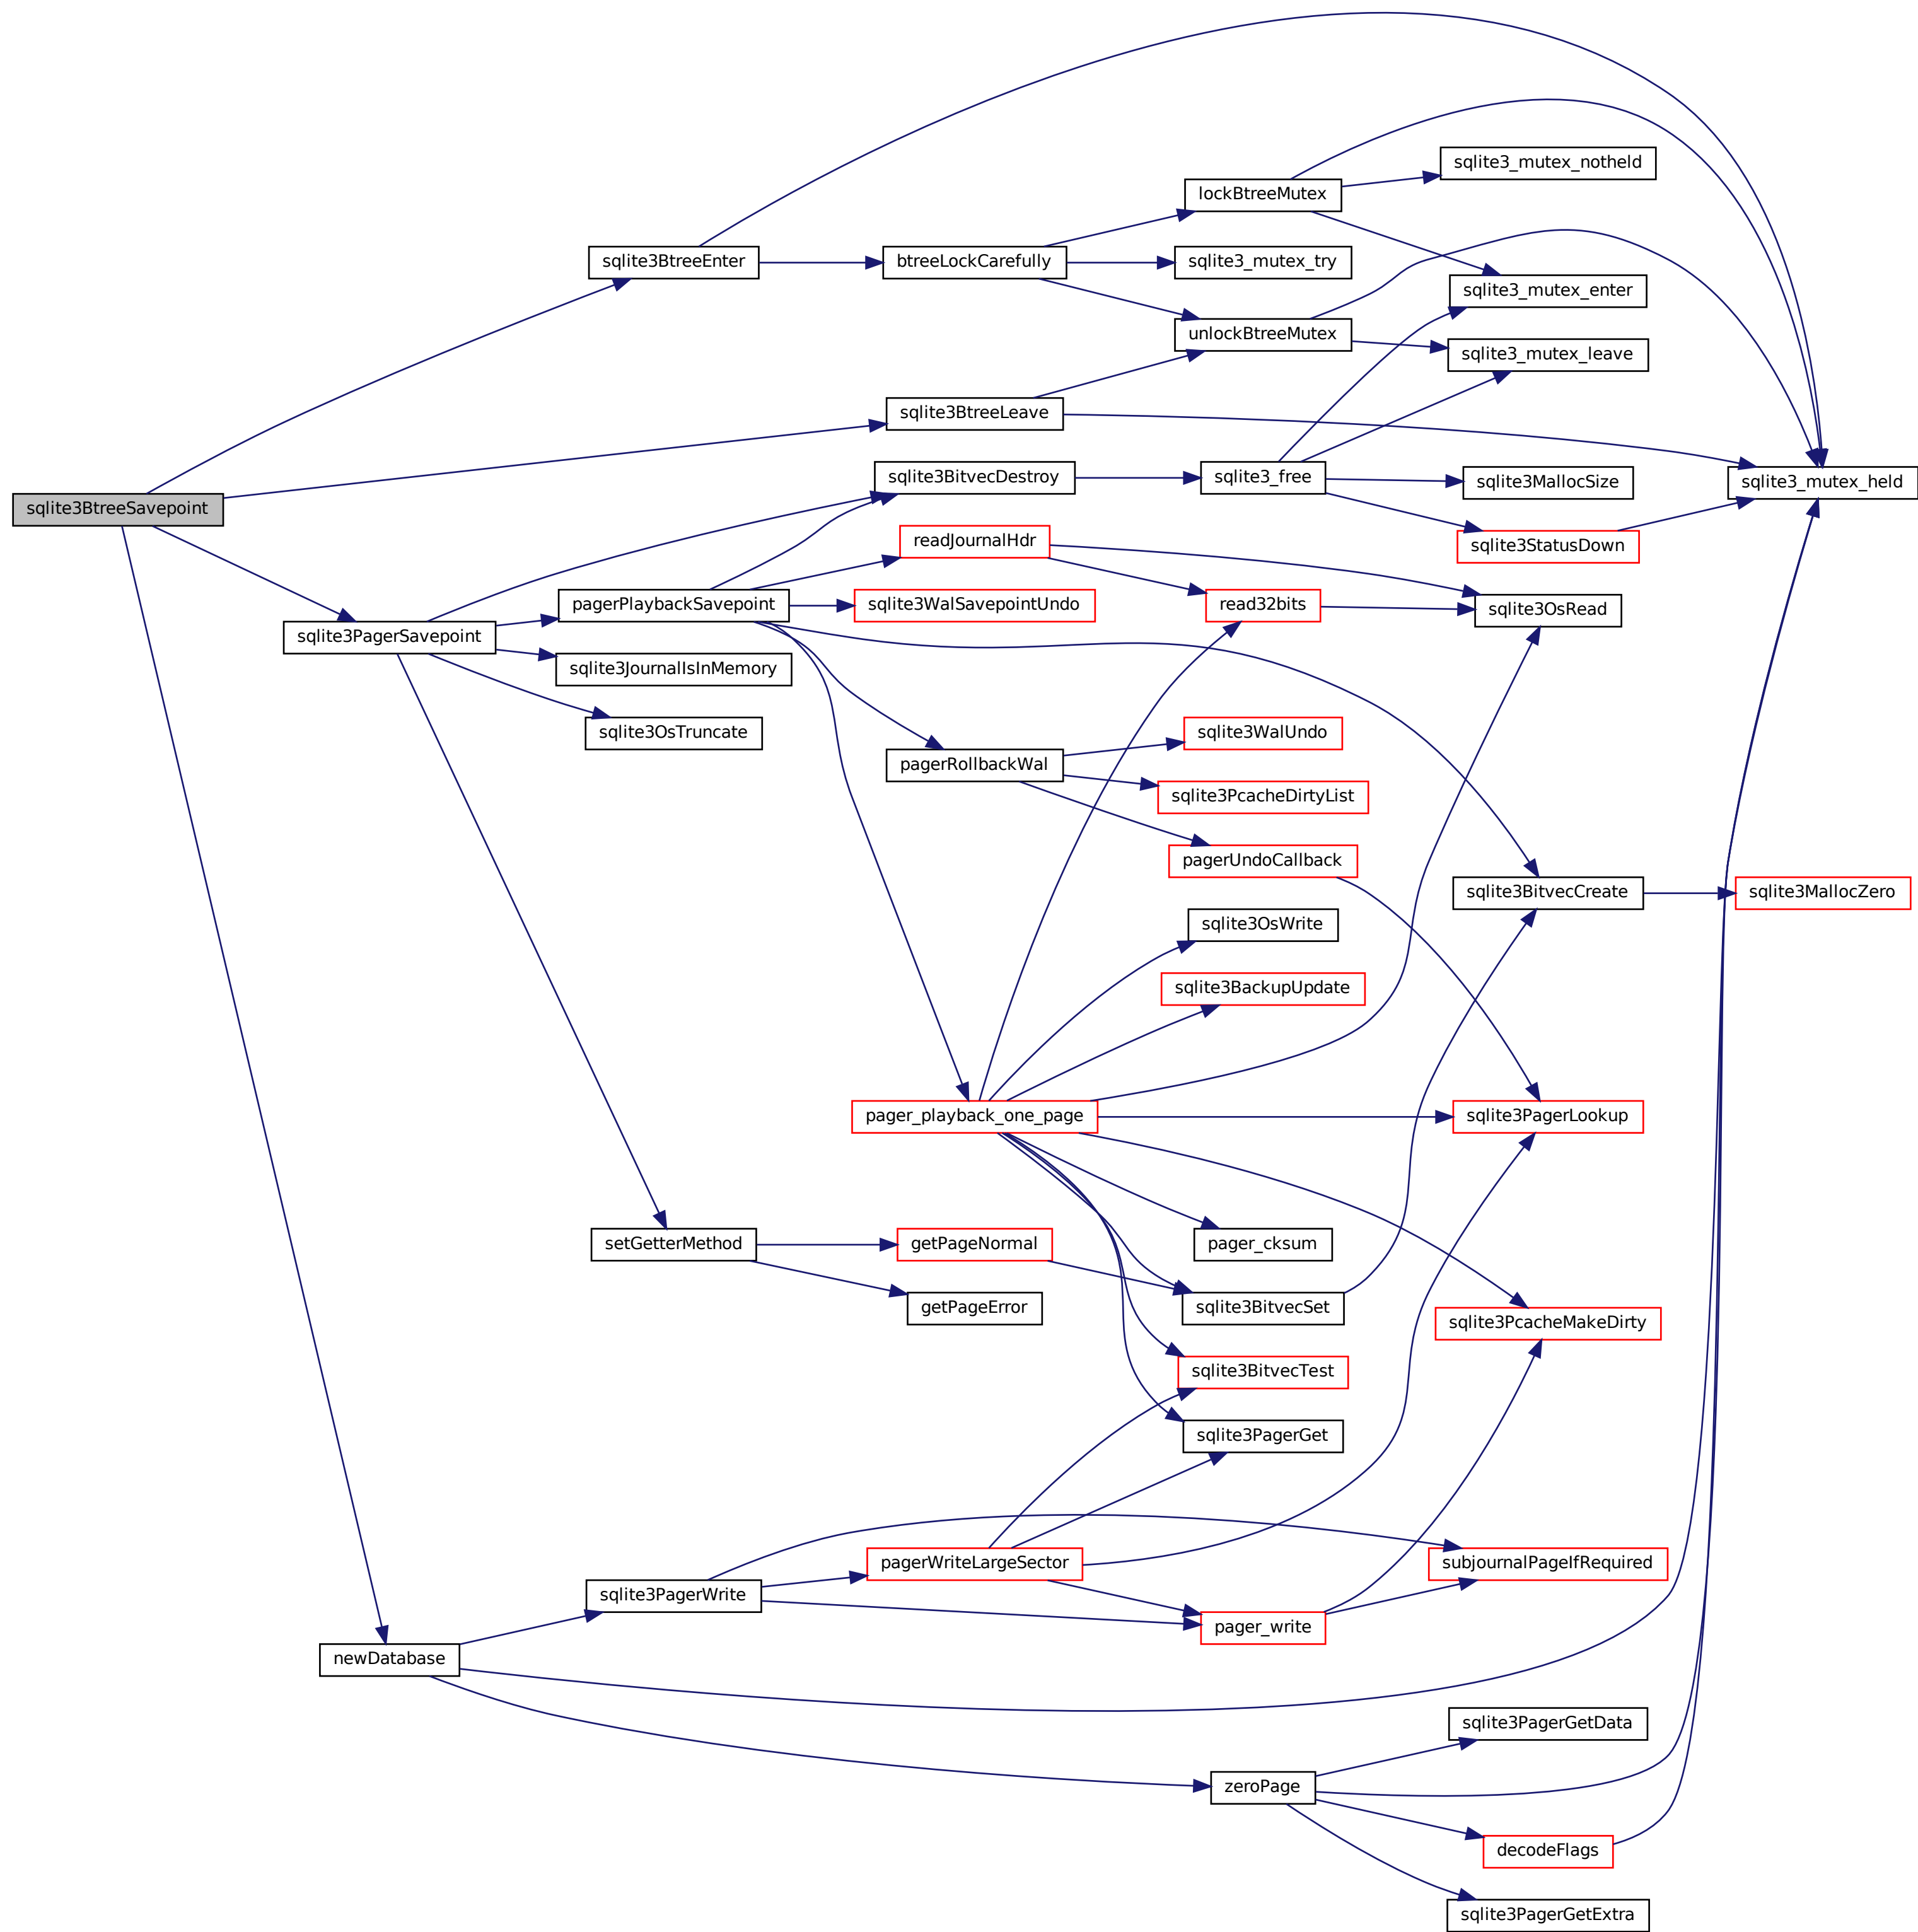 sqlite3_mutex_notheld
lockBtreeMutex
sqlite3BtreeEnter
btreeLockCarefully
sqlite3_mutex_try
sqlite3_mutex_enter
unlockBtreeMutex
sqlite3_mutex_leave
sqlite3BtreeLeave
sqlite3BitvecDestroy
sqlite3_free
sqlite3MallocSize
sqlite3_mutex_held
sqlite3BtreeSavepoint
readJournalHdr
sqlite3StatusDown
pagerPlaybackSavepoint
sqlite3WalSavepointUndo
read32bits
sqlite3OsRead
sqlite3PagerSavepoint
sqlite3JournalIsInMemory
sqlite3OsTruncate
sqlite3WalUndo
pagerRollbackWal
sqlite3PcacheDirtyList
pagerUndoCallback
sqlite3BitvecCreate
sqlite3MallocZero
sqlite3OsWrite
sqlite3BackupUpdate
pager_playback_one_page
sqlite3PagerLookup
setGetterMethod
getPageNormal
pager_cksum
getPageError
sqlite3BitvecSet
sqlite3PcacheMakeDirty
sqlite3BitvecTest
sqlite3PagerGet
pagerWriteLargeSector
subjournalPageIfRequired
sqlite3PagerWrite
pager_write
newDatabase
sqlite3PagerGetData
zeroPage
decodeFlags
sqlite3PagerGetExtra